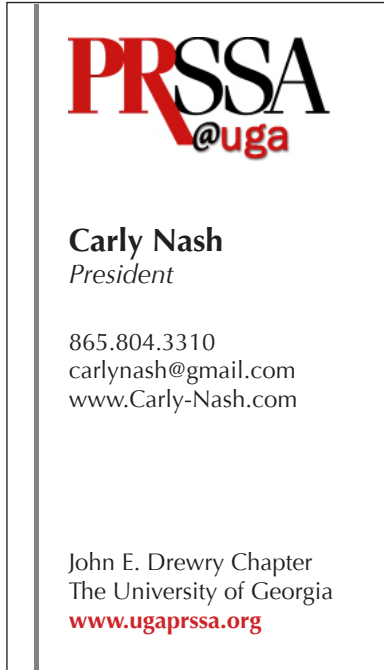 PRSSA
@uga
Carly Nash
President
865.804.3310
carlynash@gmail.com
www.Carly-Nash.com
John E. Drewry Chapter
The University of Georgia
www.ugaprssa.org